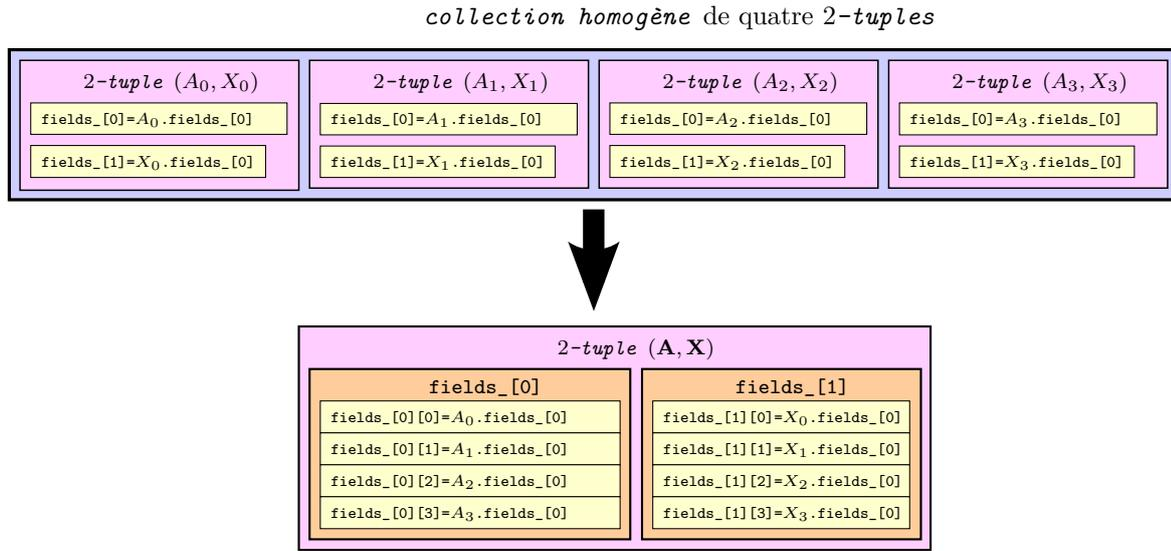 collection homogène de quatre 2-tuples
2-tuple (A₀, X₀)
fields_[0]=A₀.fields_[0]
fields_[1]=X₀.fields_[0]
2-tuple (A₁, X₁)
fields_[0]=A₁.fields_[0]
fields_[1]=X₁.fields_[0]
2-tuple (A₂, X₂)
fields_[0]=A₂.fields_[0]
fields_[1]=X₂.fields_[0]
2-tuple (A₃, X₃)
fields_[0]=A₃.fields_[0]
fields_[1]=X₃.fields_[0]
2-tuple (A, X)
fields_[0]
fields_[0][0]=A₀.fields_[0]
fields_[0][1]=A₁.fields_[0]
fields_[0][2]=A₂.fields_[0]
fields_[0][3]=A₃.fields_[0]
fields_[1]
fields_[1][0]=X₀.fields_[0]
fields_[1][1]=X₁.fields_[0]
fields_[1][2]=X₂.fields_[0]
fields_[1][3]=X₃.fields_[0]